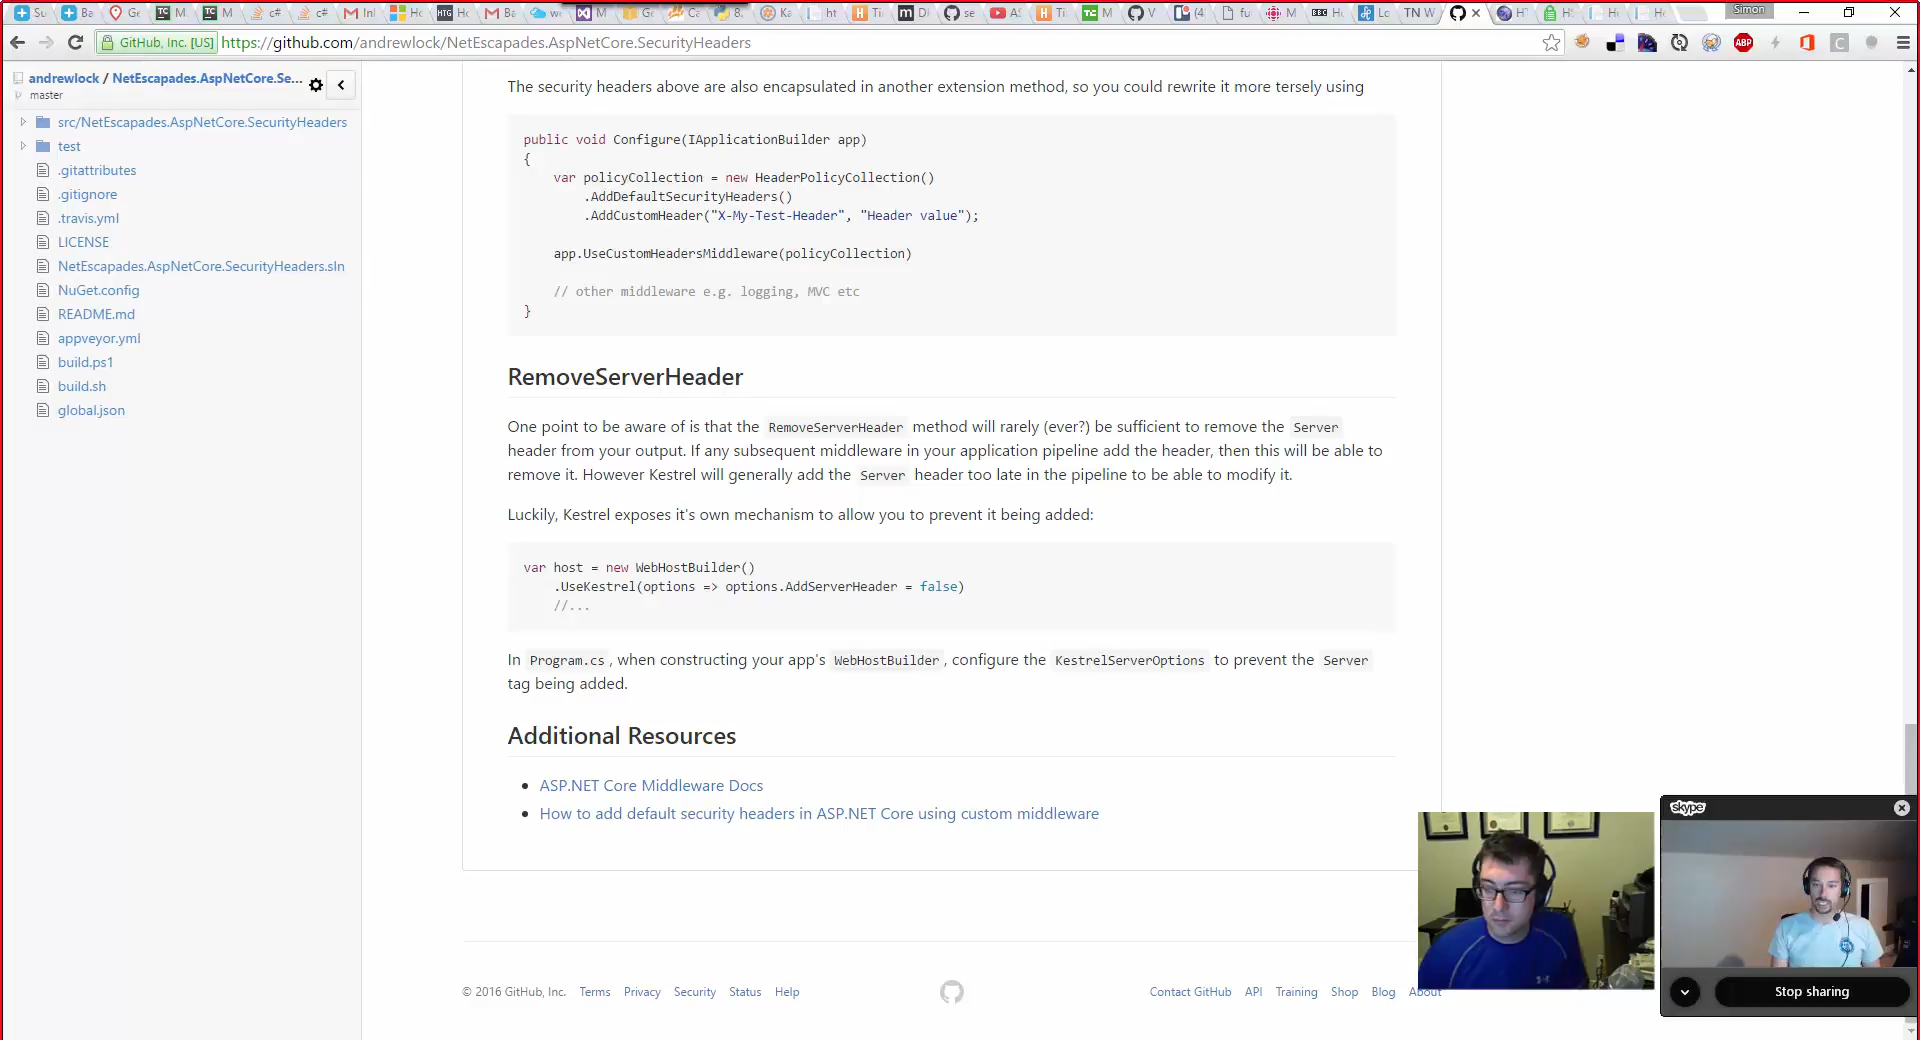 Simon
GitHub, Inc. [US]
https://github.com/andrewlock/NetEscapades.AspNetCore.SecurityHeaders
ABP
andrewlock / NetEscapades.AspNetCore.Se...
master
src/NetEscapades.AspNetCore.SecurityHeaders
test
.gitattributes
.gitignore
.travis.yml
LICENSE
NetEscapades.AspNetCore.SecurityHeaders.sln
NuGet.config
README.md
appveyor.yml
build.ps1
build.sh
global.json
The security headers above are also encapsulated in another extension method, so you could rewrite it more tersely using
public void Configure(IApplicationBuilder app)
{
var policyCollection = new HeaderPolicyCollection()
.AddDefaultSecurityHeaders()
.AddCustomHeader("X-My-Test-Header", "Header value");
app.UseCustomHeadersMiddleware(policyCollection)
// other middleware e.g. logging, MVC etc
}
RemoveServerHeader
One point to be aware of is that the RemoveServerHeader method will rarely (ever?) be sufficient to remove the Server
header from your output. If any subsequent middleware in your application pipeline add the header, then this will be able to
remove it. However Kestrel will generally add the Server header too late in the pipeline to be able to modify it.
Luckily, Kestrel exposes it's own mechanism to allow you to prevent it being added:
var host = new WebHostBuilder()
.UseKestrel(options => options.AddServerHeader = false)
//...
In Program.cs, when constructing your app's WebHostBuilder, configure the KestrelServerOptions to prevent the Server
tag being added.
Additional Resources
ASP.NET Core Middleware Docs
How to add default security headers in ASP.NET Core using custom middleware
© 2016 GitHub, Inc. Terms Privacy Security Status Help
Contact GitHub API Training Shop Blog About
skype
Stop sharing